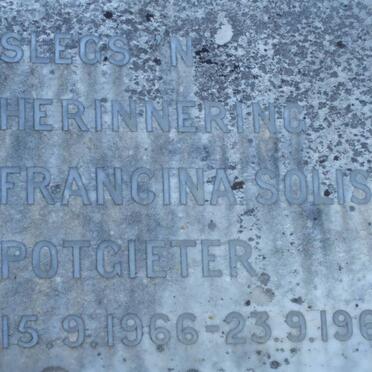 SLEGS 'N
HERINNERING
FRANCINA SOLIS
POTGIETER
15.9.1966-23.9.196